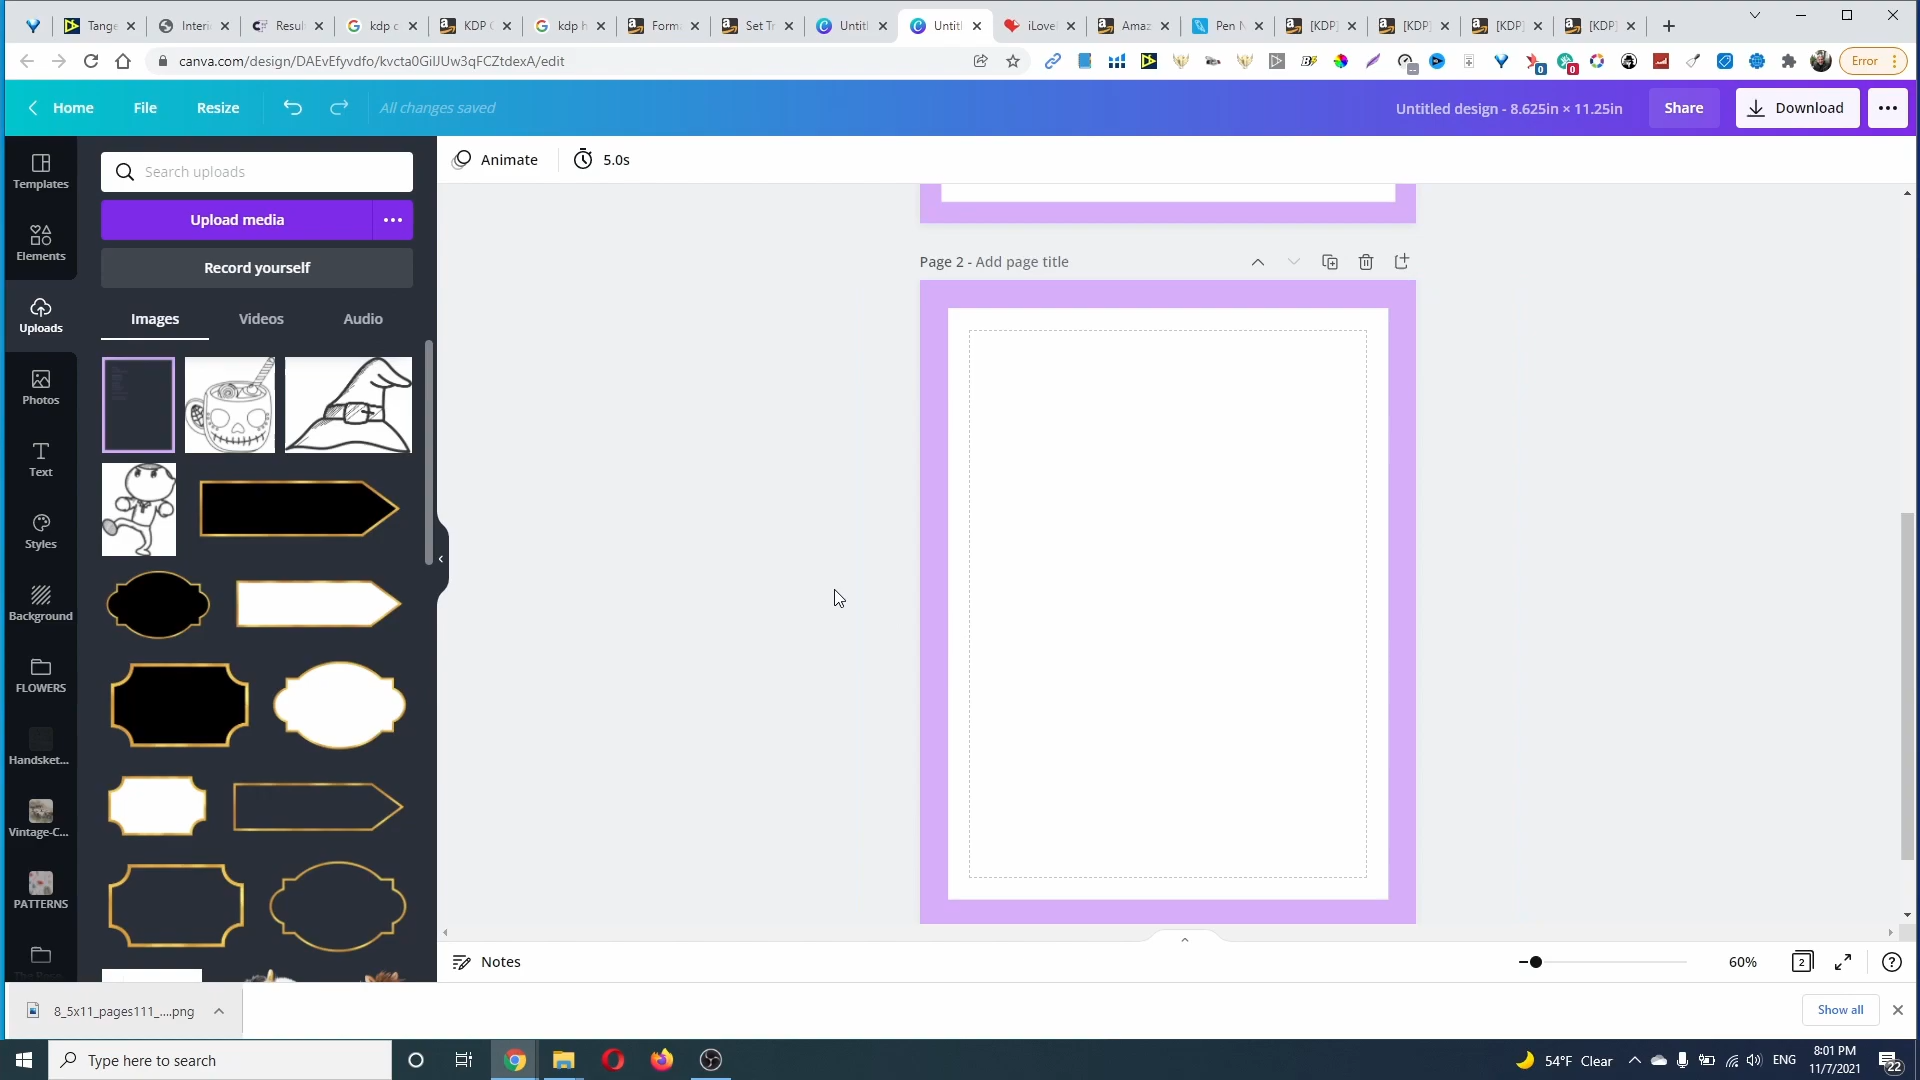 Tange
Interi
Result
kdp c
KDP C
kdp h
Form
Set Tr
Untitl
Untitl
iLove
Amaz
Pen N
[KDP]
[KDP]
[KDP]
[KDP]
canva.com/design/DAEvEfyvdfo/kvcta0GilJUw3qFCZtdexA/edit
Error
Home
File
Resize
All changes saved
Untitled design - 8.625in × 11.25in
Share
Download
Templates
Elements
Uploads
Photos
Text
Styles
Background
FLOWERS
Handsket...
Vintage-C...
PATTERNS
Search uploads
Upload media
Record yourself
Images
Videos
Audio
Animate
5.0s
Page 2 - Add page title
Notes
60%
2
8_5x11_pages111_....png
Show all
Type here to search
54°F Clear
ENG
8:01 PM
11/7/2021
22